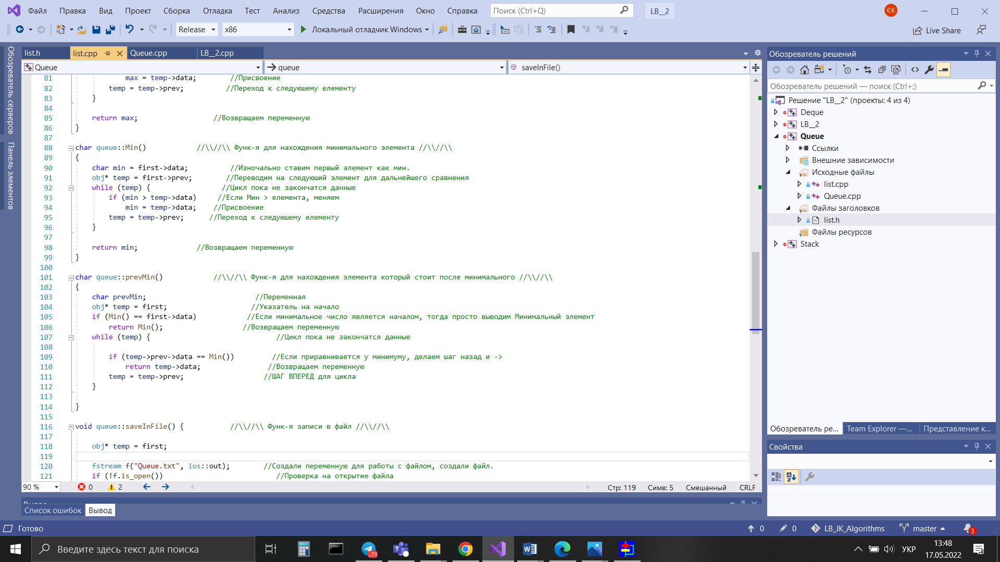 Файл Правка Вид Проект Сборка Отладка Тест Анализ Средства Расширения Окно Справка Поиск (Ctrl+Q) LB__2 ЄК
Release x86 Локальный отладчик Windows Live Share
Обозреватель серверов
Панель элементов
list.h list.cpp Queue.cpp LB__2.cpp
Queue queue saveInFile()
81 max = temp->data; //Присвоение
82 temp = temp->prev; //Переход к следуюшему елементу
83 }
84
85 return max; //Возвращаем переменную
86 }
87
88 char queue::Min() //\\//\\ Функ-я для нахождения минимального элемента //\\//\\
89 {
90 char min = first->data; //Изночально ставим первый элемент как мин.
91 obj* temp = first->prev; //Переводим на следуюший элемент для дальнейшего сравнения
92 while (temp) { //Цикл пока не закончатся данные
93 if (min > temp->data) //Если Мин > елемента, меняем
94 min = temp->data; //Присвоение
95 temp = temp->prev; //Переход к следуюшему елементу
96 }
97
98 return min; //Возвращаем переменную
99 }
100
101 char queue::prevMin() //\\//\\ Функ-я для нахождения элемента который стоит после минимального //\\//\\
102 {
103 char prevMin; //Переменная
104 obj* temp = first; //Указатель на начало
105 if (Min() == first->data) //Если минимальное число является началом, тогда просто выводим Минимальный элемент
106 return Min(); //Возвращаем переменную
107 while (temp) { //Цикл пока не закончатся данные
108
109 if (temp->prev->data == Min()) //Если приравнивается у минимуму, делаем шаг назад и ->
110 return temp->data; //Возвращаем переменную
111 temp = temp->prev; //ШАГ ВПЕРЕД для цикла
112 }
113
114 }
115
116 void queue::saveInFile() { //\\//\\ Функ-я записи в файл //\\//\\
117
118 obj* temp = first;
119
120 fstream f("Queue.txt", ios::out); //Создали переменную для работы с файлом, создали файл.
121 if (!f.is_open()) //Проверка на открытие файла
90 % 0 2 Стр: 119 Симв: 5 Смешанный CRLF
Вывод
Список ошибок Вывод
Обозреватель решений
Обозреватель решений — поиск (Ctrl+;)
Решение "LB__2" (проекты: 4 из 4)
Deque
LB__2
Queue
Ссылки
Внешние зависимости
Исходные файлы
list.cpp
Queue.cpp
Файлы заголовков
list.h
Файлы ресурсов
Stack
Обозреватель ре... Team Explorer —... Представление к...
Свойства
Готово 0 0 LB_JK_Algorithms master 3
Введите здесь текст для поиска ..73 УКР 13:48
17.05.2022